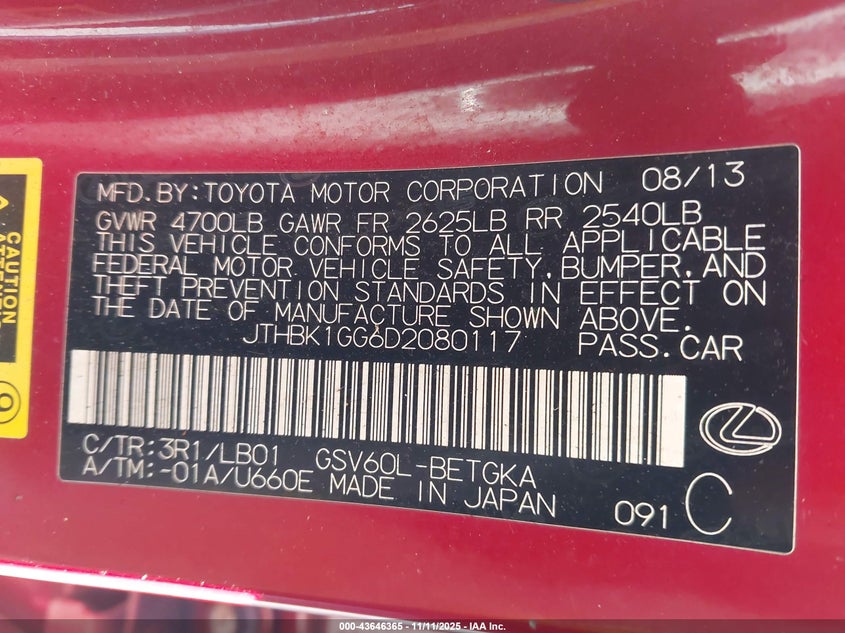 MFD.BY:TOYOTA MOTOR CORPORATION 08/13
GVWR 4700LB GAWR FR 2625LB RR 2540LB
THIS VEHICLE CONFORMS TO ALL APPLICABLE
FEDERAL MOTOR VEHICLE SAFETY,BUMPER,AND
THEFT PREVENTION STANDARDS IN EFFECT ON
THE DATE OF MANUFACTURE SHOWN ABOVE.
JTHBK1GG6D2080117 PASS.CAR
C/TR:3R1/LB01 GSV60L-BETGKA
A/TM:-01A/U660E MADE IN JAPAN
091 C
CAUTION
000-43646365 - 11/11/2025 - IAA Inc.